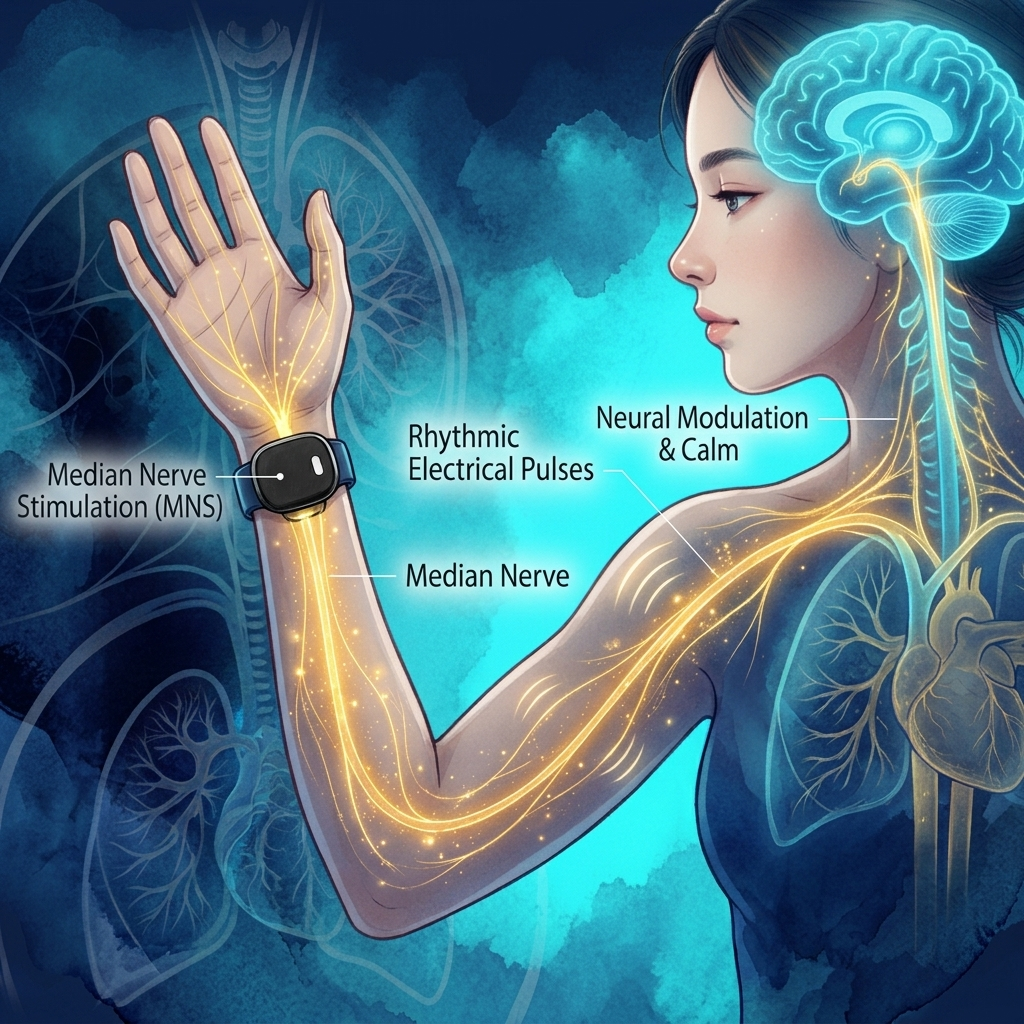 Median Nerve
Stimulation (MNS)
Rhythmic
Electrical Pulses
Neural Modulation
& Calm
Median Nerve